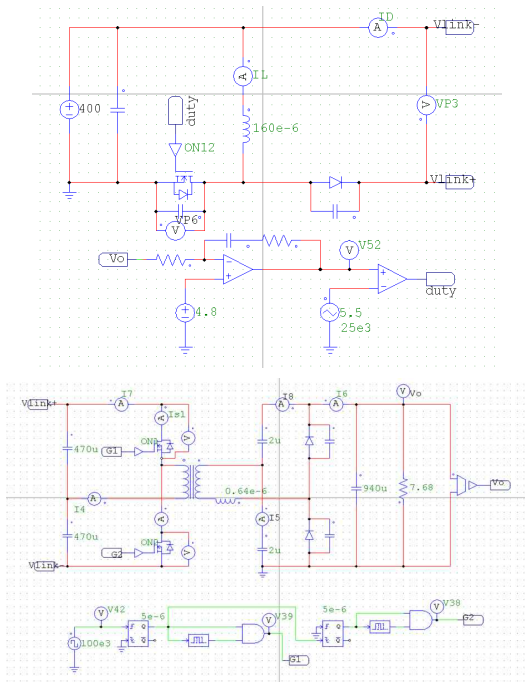 ID
Vlink-
A
A
IL
400
duty
V
VP3
160e-6
ON12
Vlink+
VP6
V
Vo
V52
V
4.8
5.5
25e3
duty
I7
I8
I6
V
Vo
Vlink+
A
A
A
A
Is1
V
G1
470u
2u
I4
A
0.64e-6
940u
7.68
Vo
A
A
I5
470u
G2
V
2u
Vlink-
V42
V
5e-6
V39
V
5e-6
V38
V
G2
100e3
G1